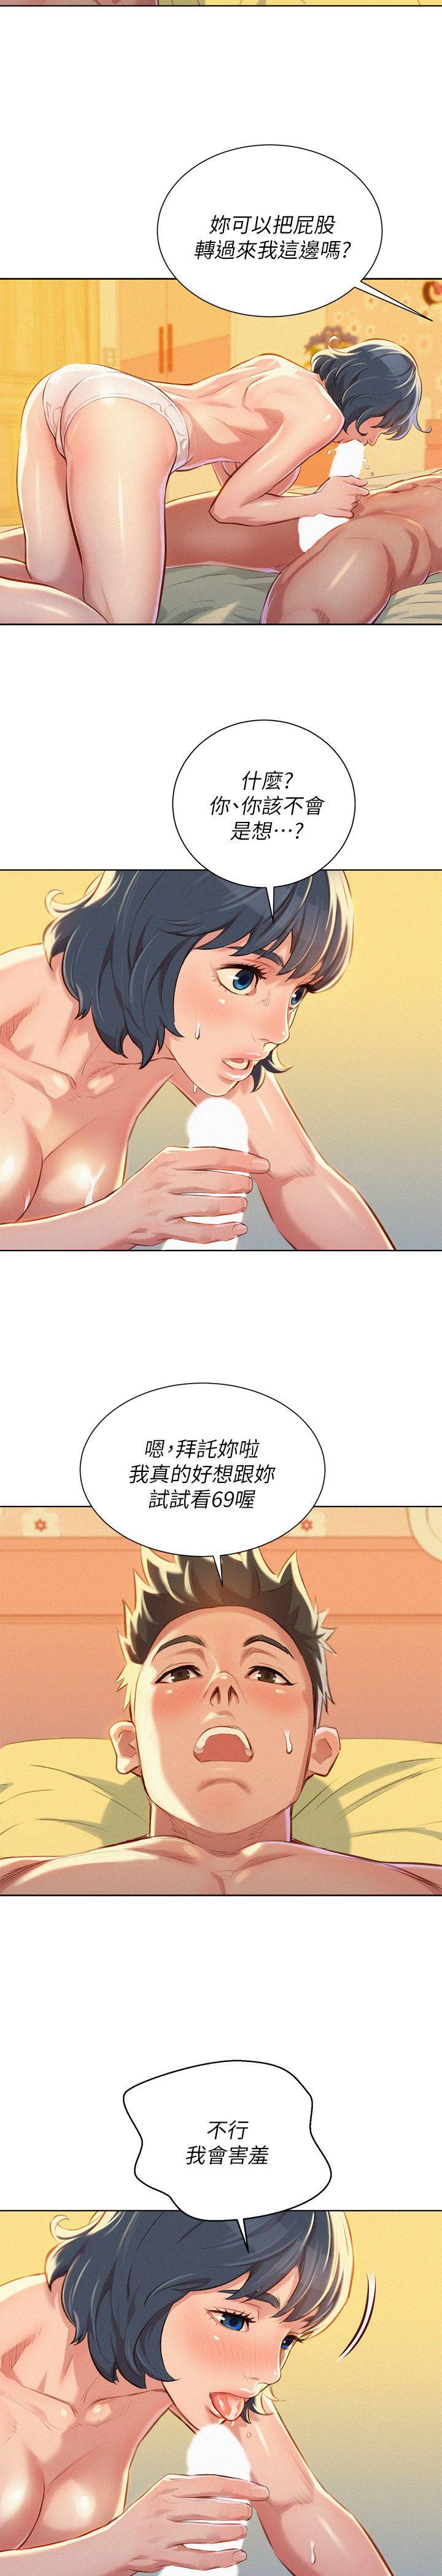 妳可以把屁股
轉過來我這邊嗎?
什麼?
你、你該不會
是想…?
嗯，拜託妳啦
我真的好想跟妳
試試看69喔
不行
我會害羞